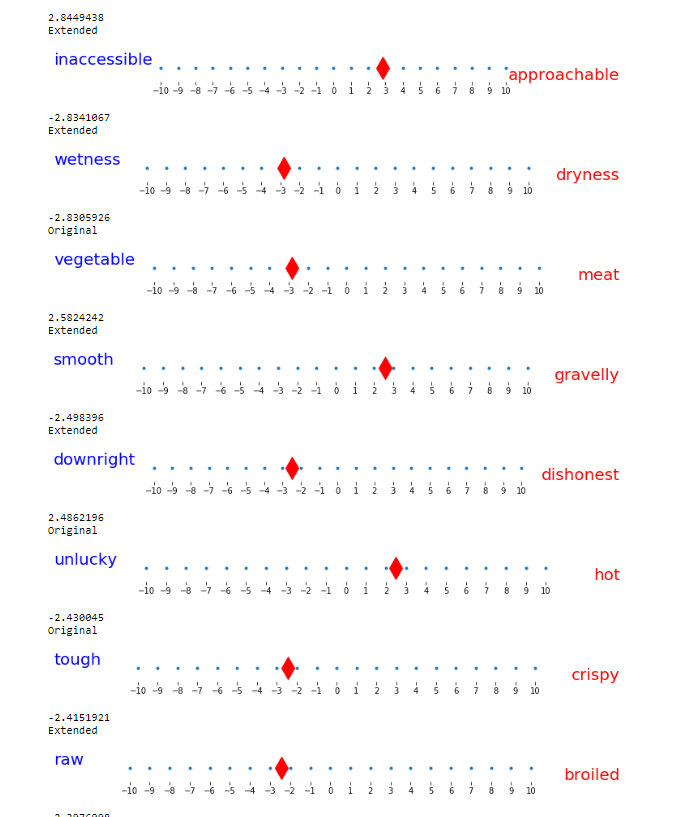 2.8449438
Extended
inaccessible
approachable
−10 −9 −8 −7 −6 −5 −4 −3 −2 −1 0 1 2 3 4 5 6 7 8 9 10
-2.8341067
Extended
wetness
dryness
−10 −9 −8 −7 −6 −5 −4 −3 −2 −1 0 1 2 3 4 5 6 7 8 9 10
-2.8305926
Original
vegetable
meat
−10 −9 −8 −7 −6 −5 −4 −3 −2 −1 0 1 2 3 4 5 6 7 8 9 10
2.5824242
Extended
smooth
gravelly
−10 −9 −8 −7 −6 −5 −4 −3 −2 −1 0 1 2 3 4 5 6 7 8 9 10
-2.498396
Extended
downright
dishonest
−10 −9 −8 −7 −6 −5 −4 −3 −2 −1 0 1 2 3 4 5 6 7 8 9 10
2.4862196
Original
unlucky
hot
−10 −9 −8 −7 −6 −5 −4 −3 −2 −1 0 1 2 3 4 5 6 7 8 9 10
-2.430045
Original
tough
crispy
−10 −9 −8 −7 −6 −5 −4 −3 −2 −1 0 1 2 3 4 5 6 7 8 9 10
-2.4151921
Extended
raw
broiled
−10 −9 −8 −7 −6 −5 −4 −3 −2 −1 0 1 2 3 4 5 6 7 8 9 10